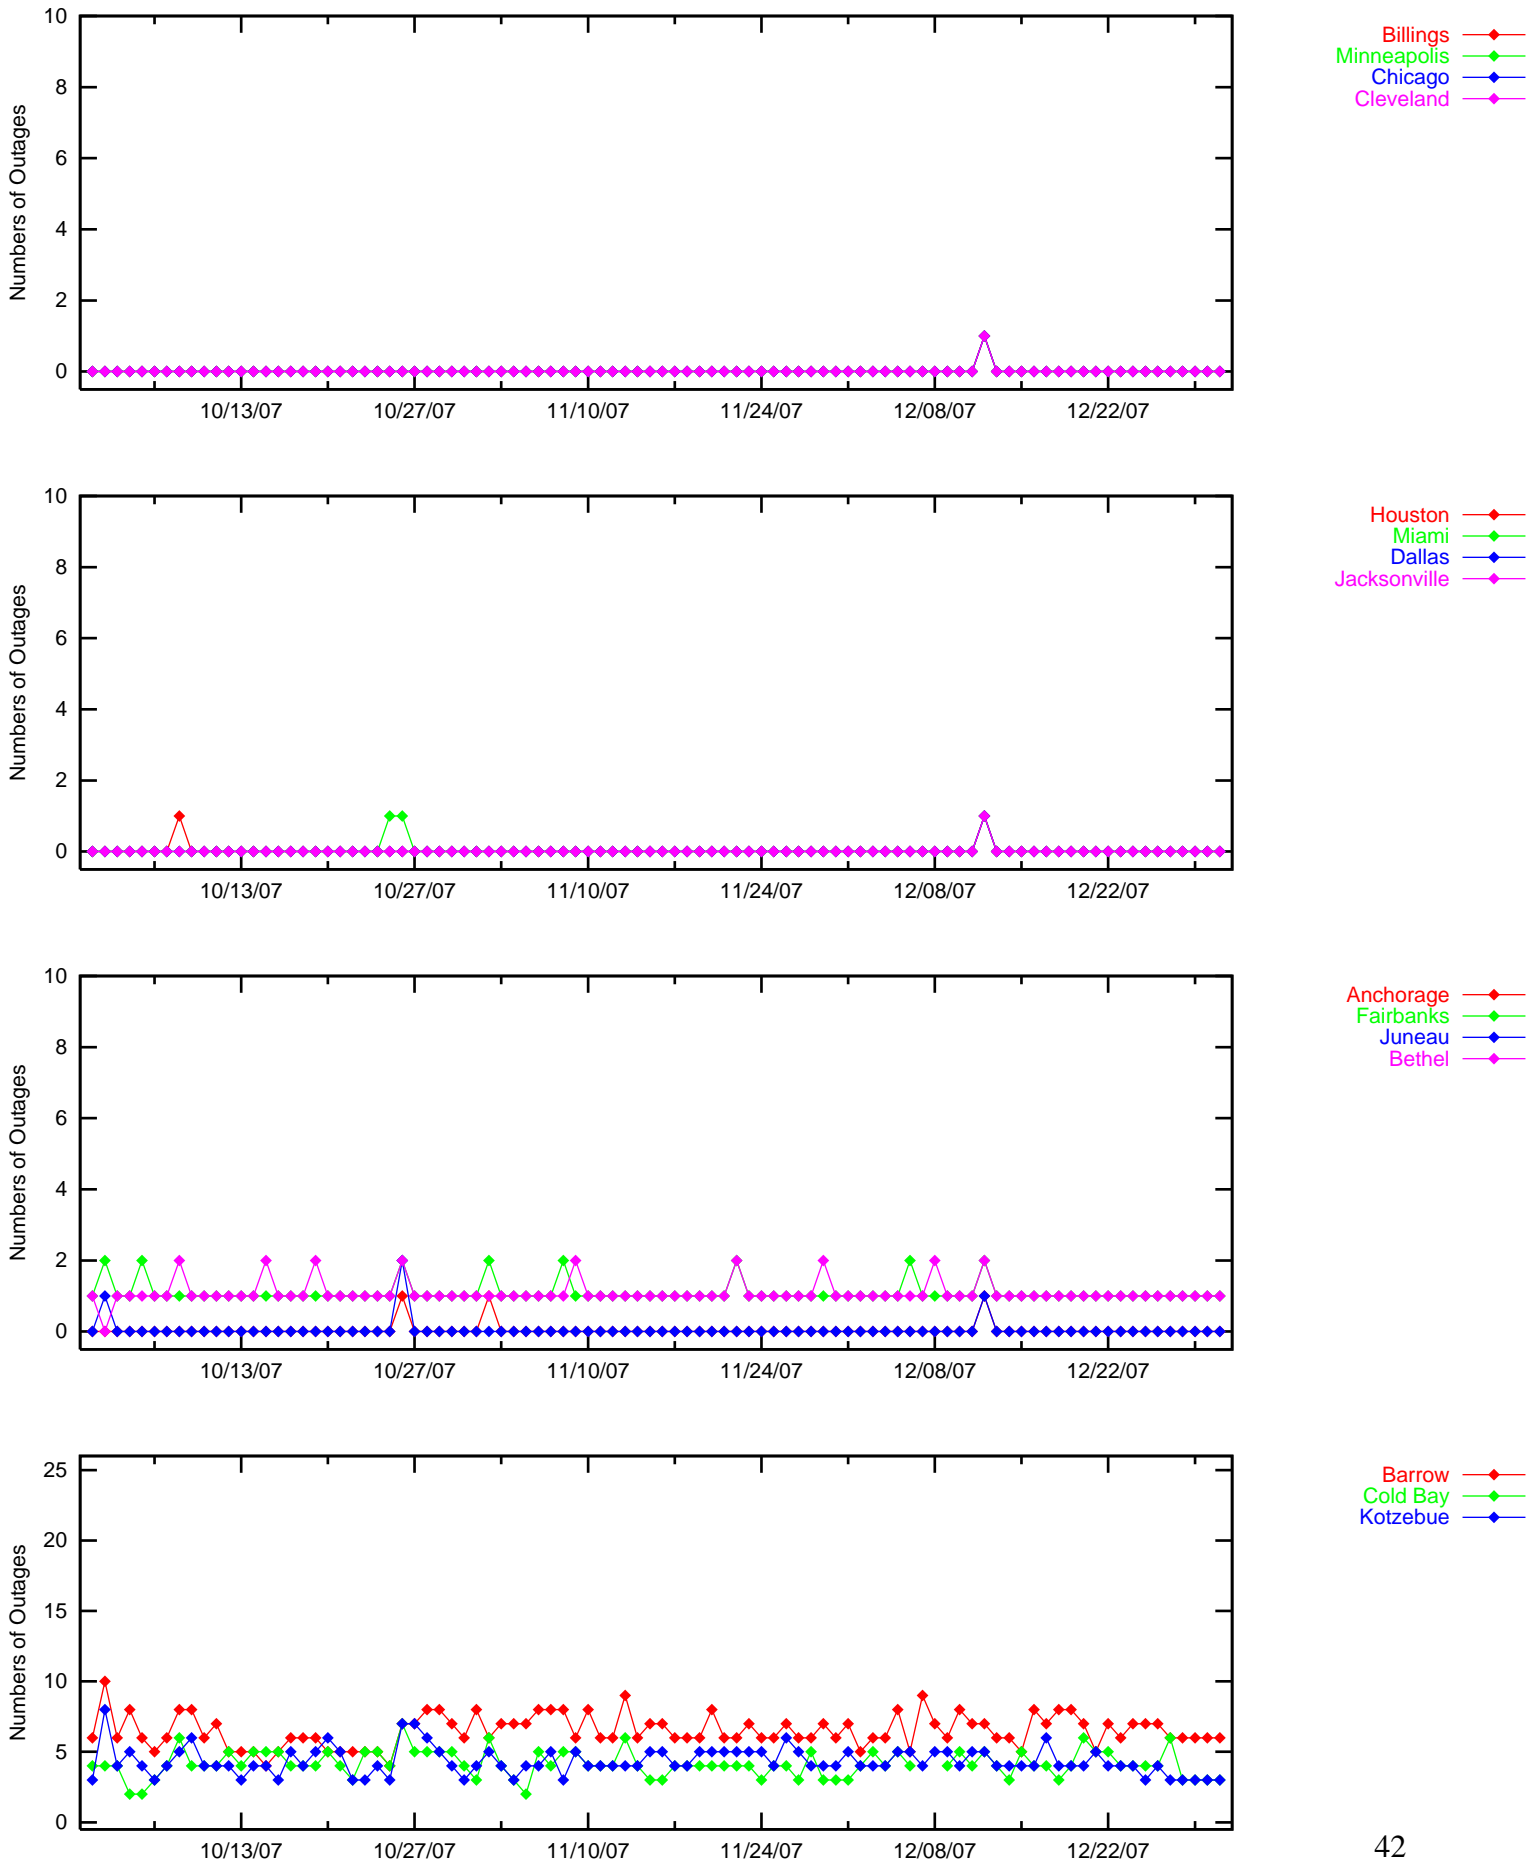 Numbers of Outages
10
8
6
4
2
0
10/13/07 10/27/07 11/10/07 11/24/07 12/08/07 12/22/07
Billings
Minneapolis
Chicago
Cleveland
Numbers of Outages
10
8
6
4
2
0
10/13/07 10/27/07 11/10/07 11/24/07 12/08/07 12/22/07
Houston
Miami
Dallas
Jacksonville
Numbers of Outages
10
8
6
4
2
0
10/13/07 10/27/07 11/10/07 11/24/07 12/08/07 12/22/07
Anchorage
Fairbanks
Juneau
Bethel
Numbers of Outages
25
20
15
10
5
0
10/13/07 10/27/07 11/10/07 11/24/07 12/08/07 12/22/07
Barrow
Cold Bay
Kotzebue
42